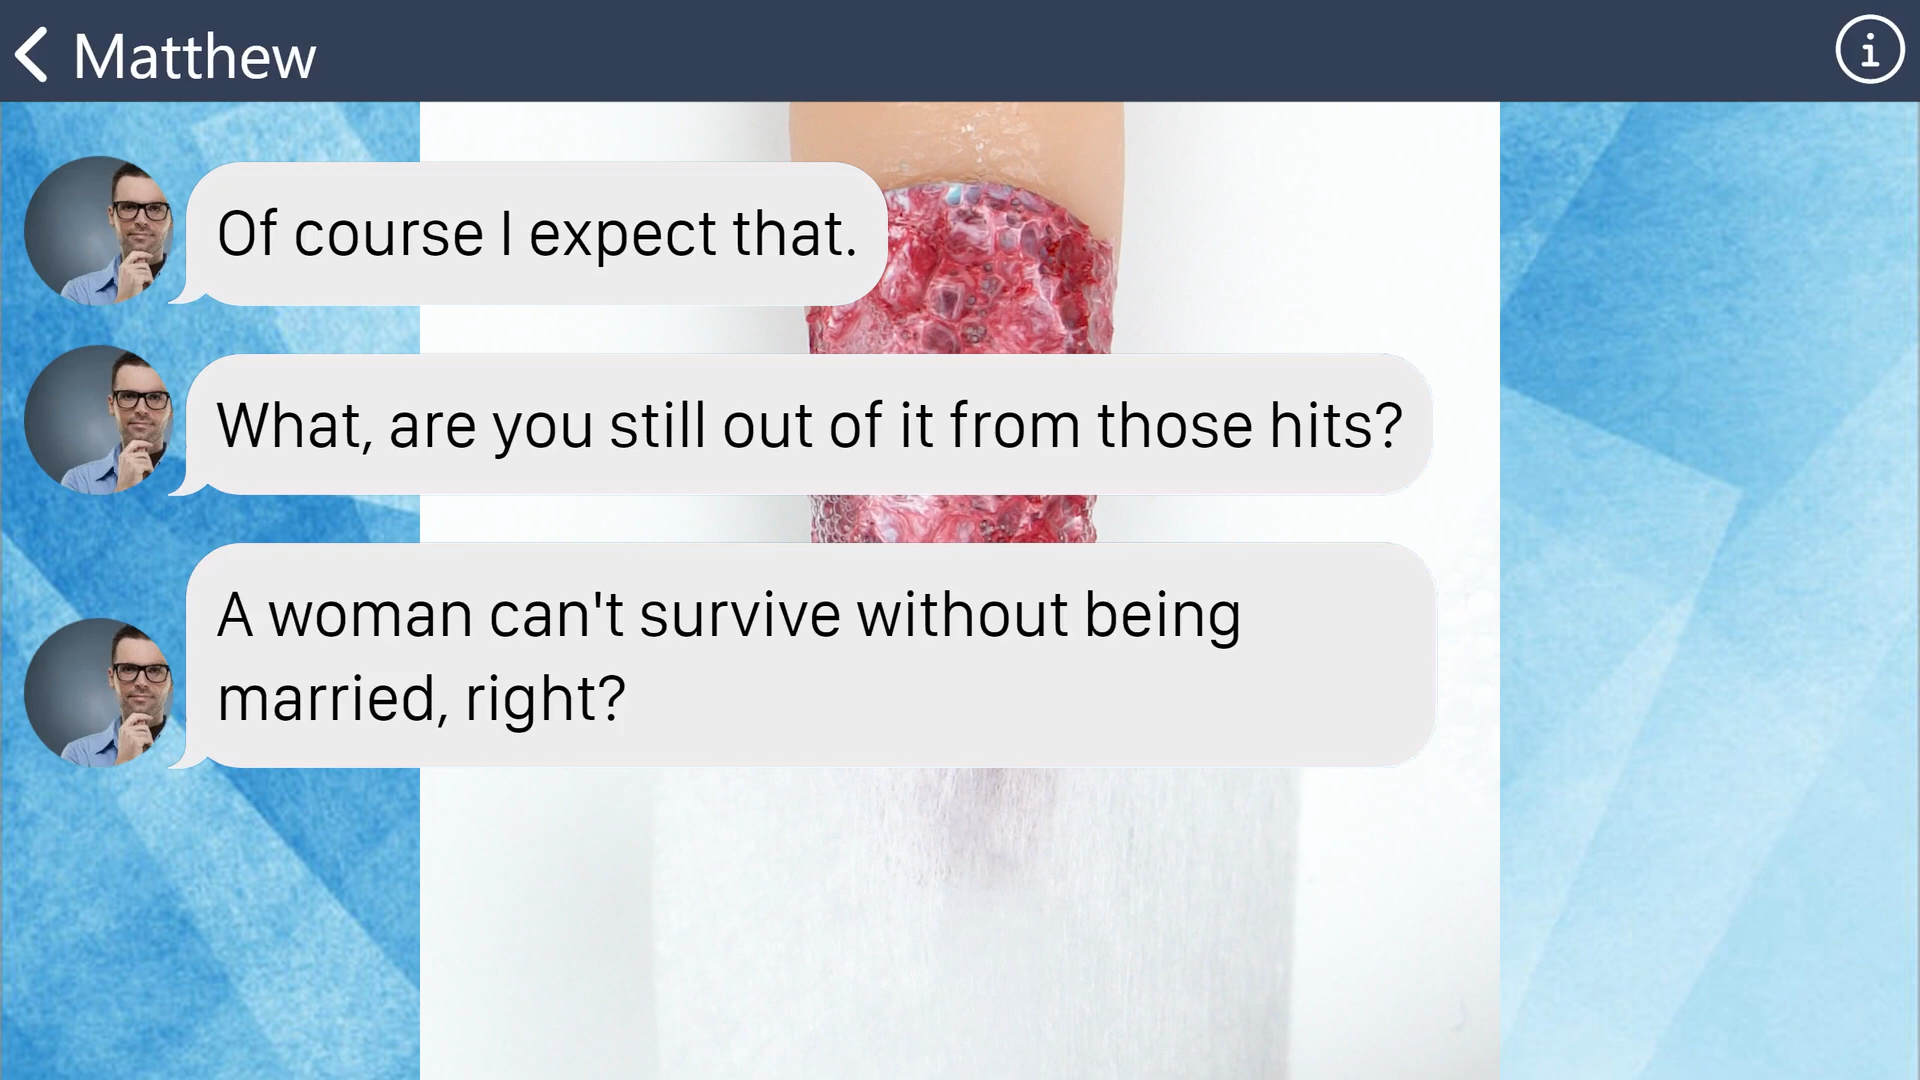 Matthew
Of course I expect that.
What, are you still out of it from those hits?
A woman can't survive without being
married, right?